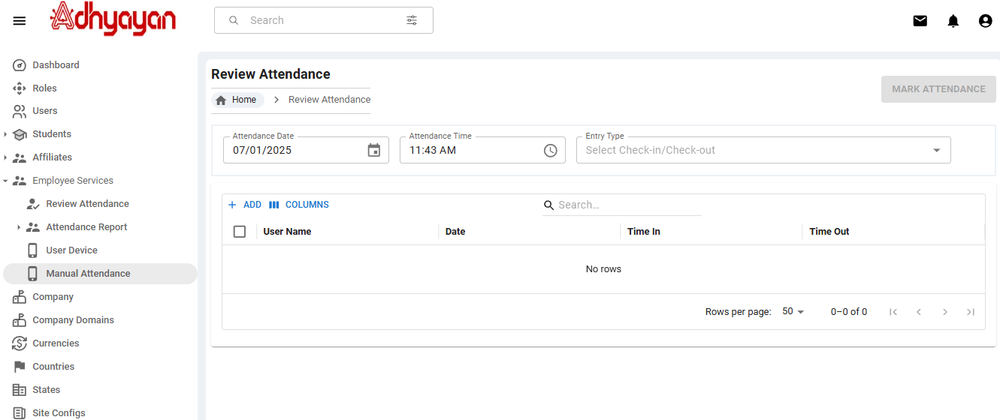 Adhyayan
Search
Dashboard
Roles
Users
Students
Affiliates
Employee Services
Review Attendance
Attendance Report
User Device
Manual Attendance
Company
Company Domains
Currencies
Countries
States
Site Configs
Review Attendance
Home > Review Attendance
MARK ATTENDANCE
Attendance Date
07/01/2025
Attendance Time
11:43 AM
Entry Type
Select Check-in/Check-out
+ ADD COLUMNS Search…
User Name Date Time In Time Out
No rows
Rows per page: 50 0–0 of 0